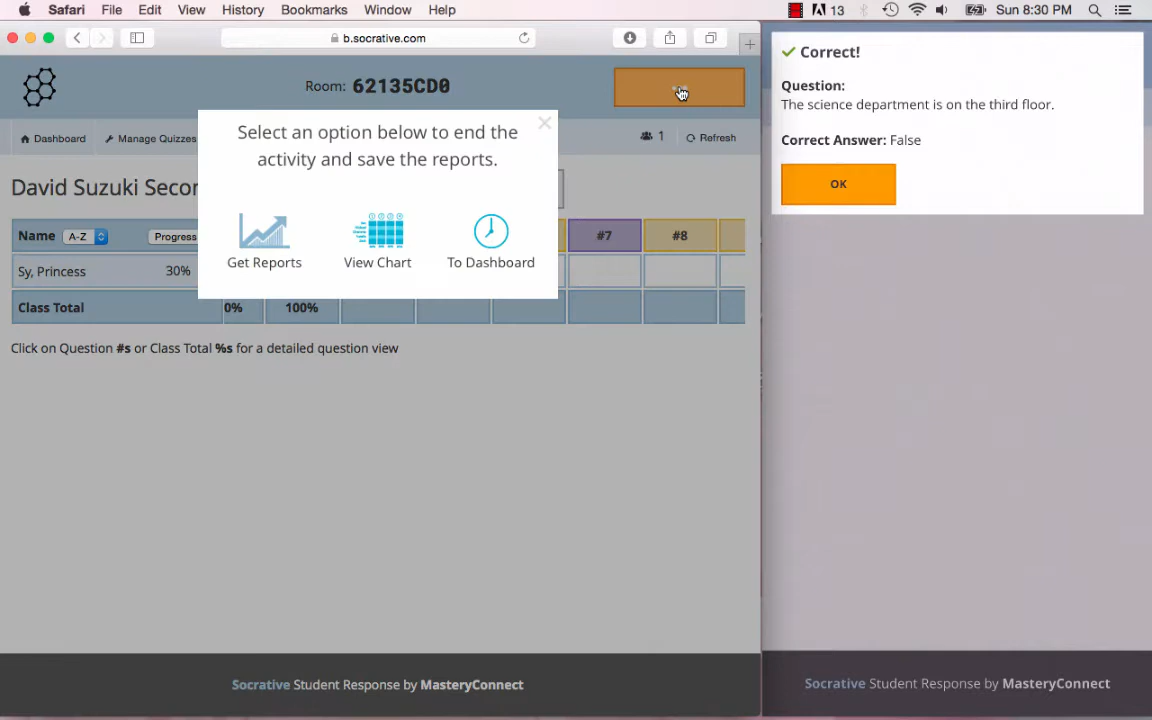 Safari File Edit View History Bookmarks Window Help
13 Sun 8:30 PM
b.socrative.com
Room: 62135CD0
Dashboard Manage Quizzes 1 Refresh
Select an option below to end the
activity and save the reports.
Get Reports View Chart To Dashboard
David Suzuki Secon
Name A-Z Progress #7 #8
Sy, Princess 30%
Class Total 0% 100%
Click on Question #s or Class Total %s for a detailed question view
Socrative Student Response by MasteryConnect
Correct!
Question:
The science department is on the third floor.
Correct Answer: False
OK
Socrative Student Response by MasteryConnect